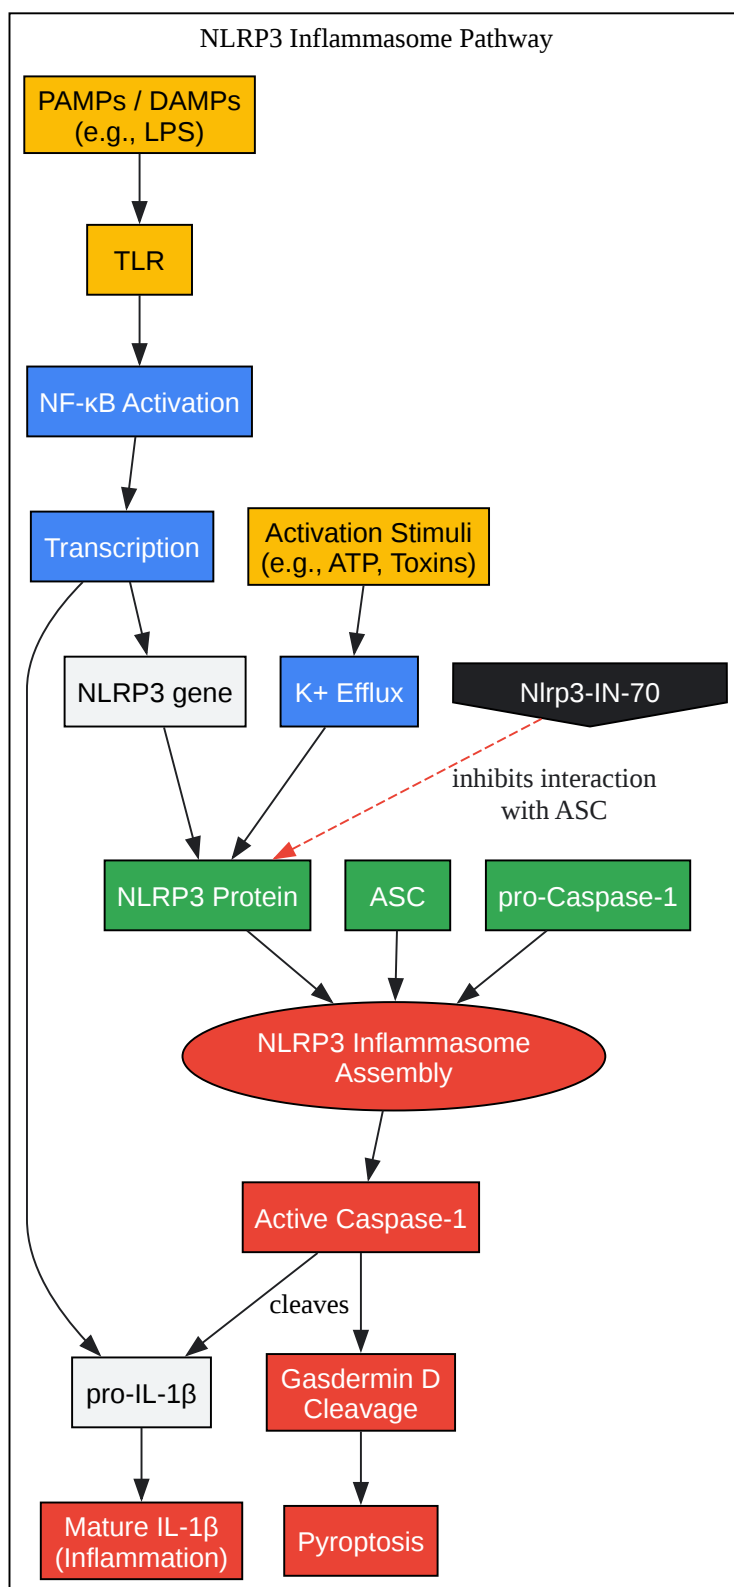 NLRP3 Inflammasome Pathway
PAMPs / DAMPs
(e.g., LPS)
TLR
NF-κB Activation
Transcription
Activation Stimuli
(e.g., ATP, Toxins)
NLRP3 gene
K+ Efflux
Nlrp3-IN-70
inhibits interaction
with ASC
NLRP3 Protein
ASC
pro-Caspase-1
NLRP3 Inflammasome
Assembly
Active Caspase-1
cleaves
pro-IL-1β
Gasdermin D
Cleavage
Mature IL-1β
(Inflammation)
Pyroptosis